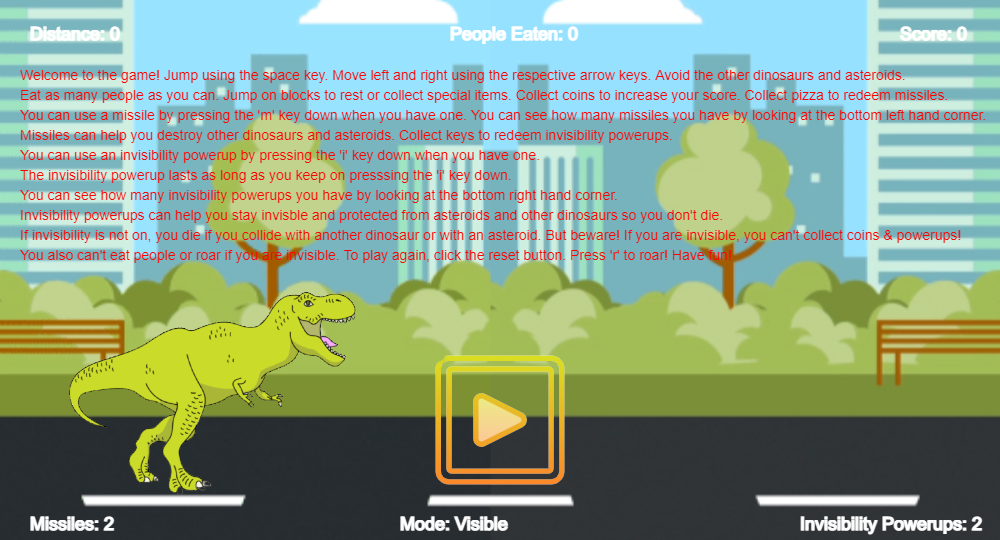 Distance: 0 People Eaten: 0 Score: 0
Welcome to the game! Jump using the space key. Move left and right using the respective arrow keys. Avoid the other dinosaurs and asteroids.
Eat as many people as you can. Jump on blocks to rest or collect special items. Collect coins to increase your score. Collect pizza to redeem missiles.
You can use a missile by pressing the 'm' key down when you have one. You can see how many missiles you have by looking at the bottom left hand corner.
Missiles can help you destroy other dinosaurs and asteroids. Collect keys to redeem invisibility powerups.
You can use an invisibility powerup by pressing the 'i' key down when you have one.
The invisibility powerup lasts as long as you keep on presssing the 'i' key down.
You can see how many invisibility powerups you have by looking at the bottom right hand corner.
Invisibility powerups can help you stay invisble and protected from asteroids and other dinosaurs so you don't die.
If invisibility is not on, you die if you collide with another dinosaur or with an asteroid. But beware! If you are invisible, you can't collect coins & powerups!
You also can't eat people or roar if you are invisible. To play again, click the reset button. Press 'r' to roar! Have fun!
Missiles: 2 Mode: Visible Invisibility Powerups: 2